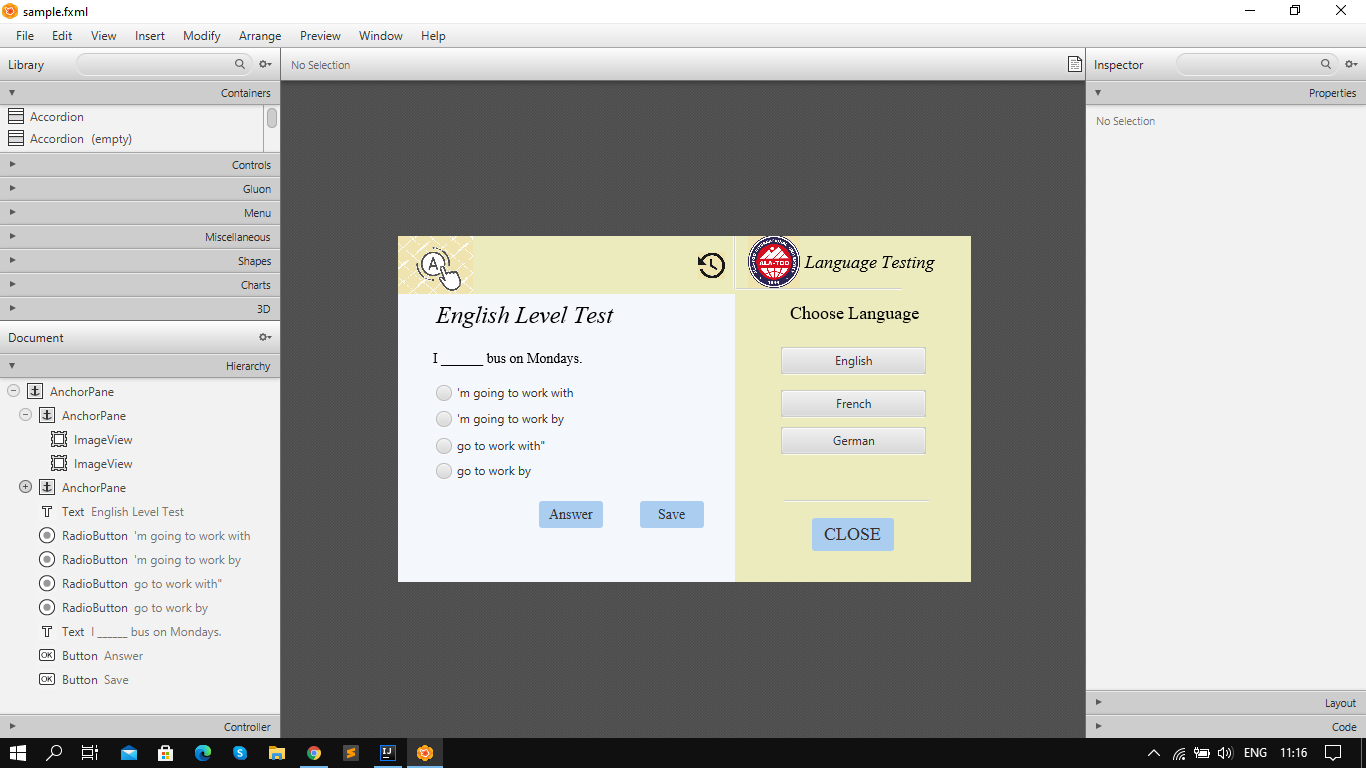 sample.fxml
File Edit View Insert Modify Arrange Preview Window Help
Library
No Selection
Inspector
Containers
Properties
Accordion
Accordion (empty)
No Selection
Controls
Gluon
Menu
Miscellaneous
Shapes
Charts
3D
Document
Hierarchy
AnchorPane
AnchorPane
ImageView
ImageView
AnchorPane
Text English Level Test
RadioButton 'm going to work with
RadioButton 'm going to work by
RadioButton go to work with"
RadioButton go to work by
Text I ______ bus on Mondays.
OK Button Answer
OK Button Save
Controller
A
ALA-TOO
Language Testing
English Level Test
I ______ bus on Mondays.
'm going to work with
'm going to work by
go to work with"
go to work by
Answer Save
Choose Language
English
French
German
CLOSE
Layout
Code
ENG 11:16